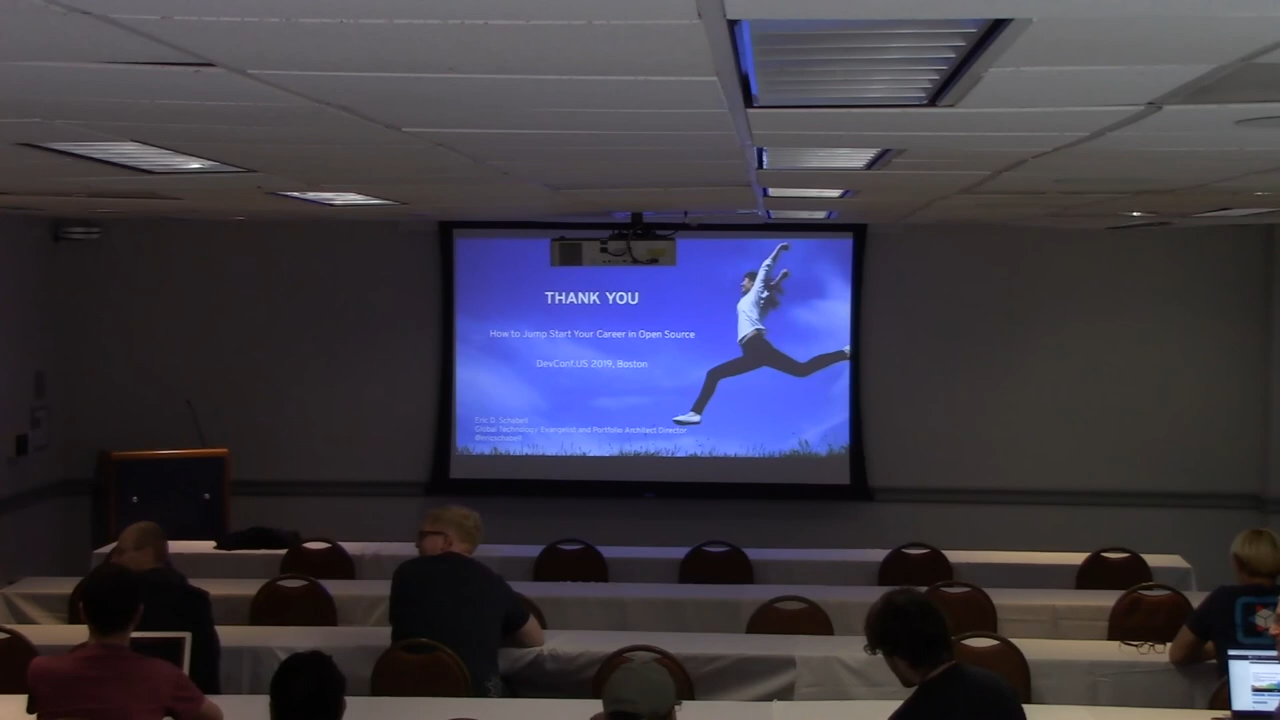 THANK YOU
How to Jump Start Your Career in Open Source
DevConf.US 2019, Boston
Eric D. Schabell
Global Technology Evangelist and Portfolio Architect Director
@ericschabell